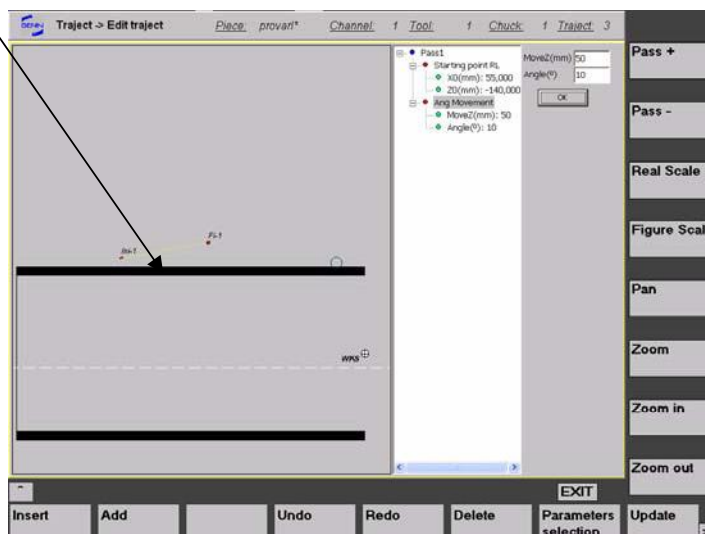 DENN Traject -> Edit traject Piece: provarl* Channel: 1 Tool: 1 Chuck: 1 Traject: 3
Pass1
Starting point RL
X0(mm): 55,000
Z0(mm): -140,000
Ang Movement
MoveZ(mm): 50
Angle(º): 10
MoveZ(mm) 50
Angle(º) 10
OK
Pass +
Pass -
Real Scale
Figure Scal
Pan
Zoom
Zoom in
Zoom out
Fi-1
WKS
EXIT
Insert Add Undo Redo Delete Parameters selection Update